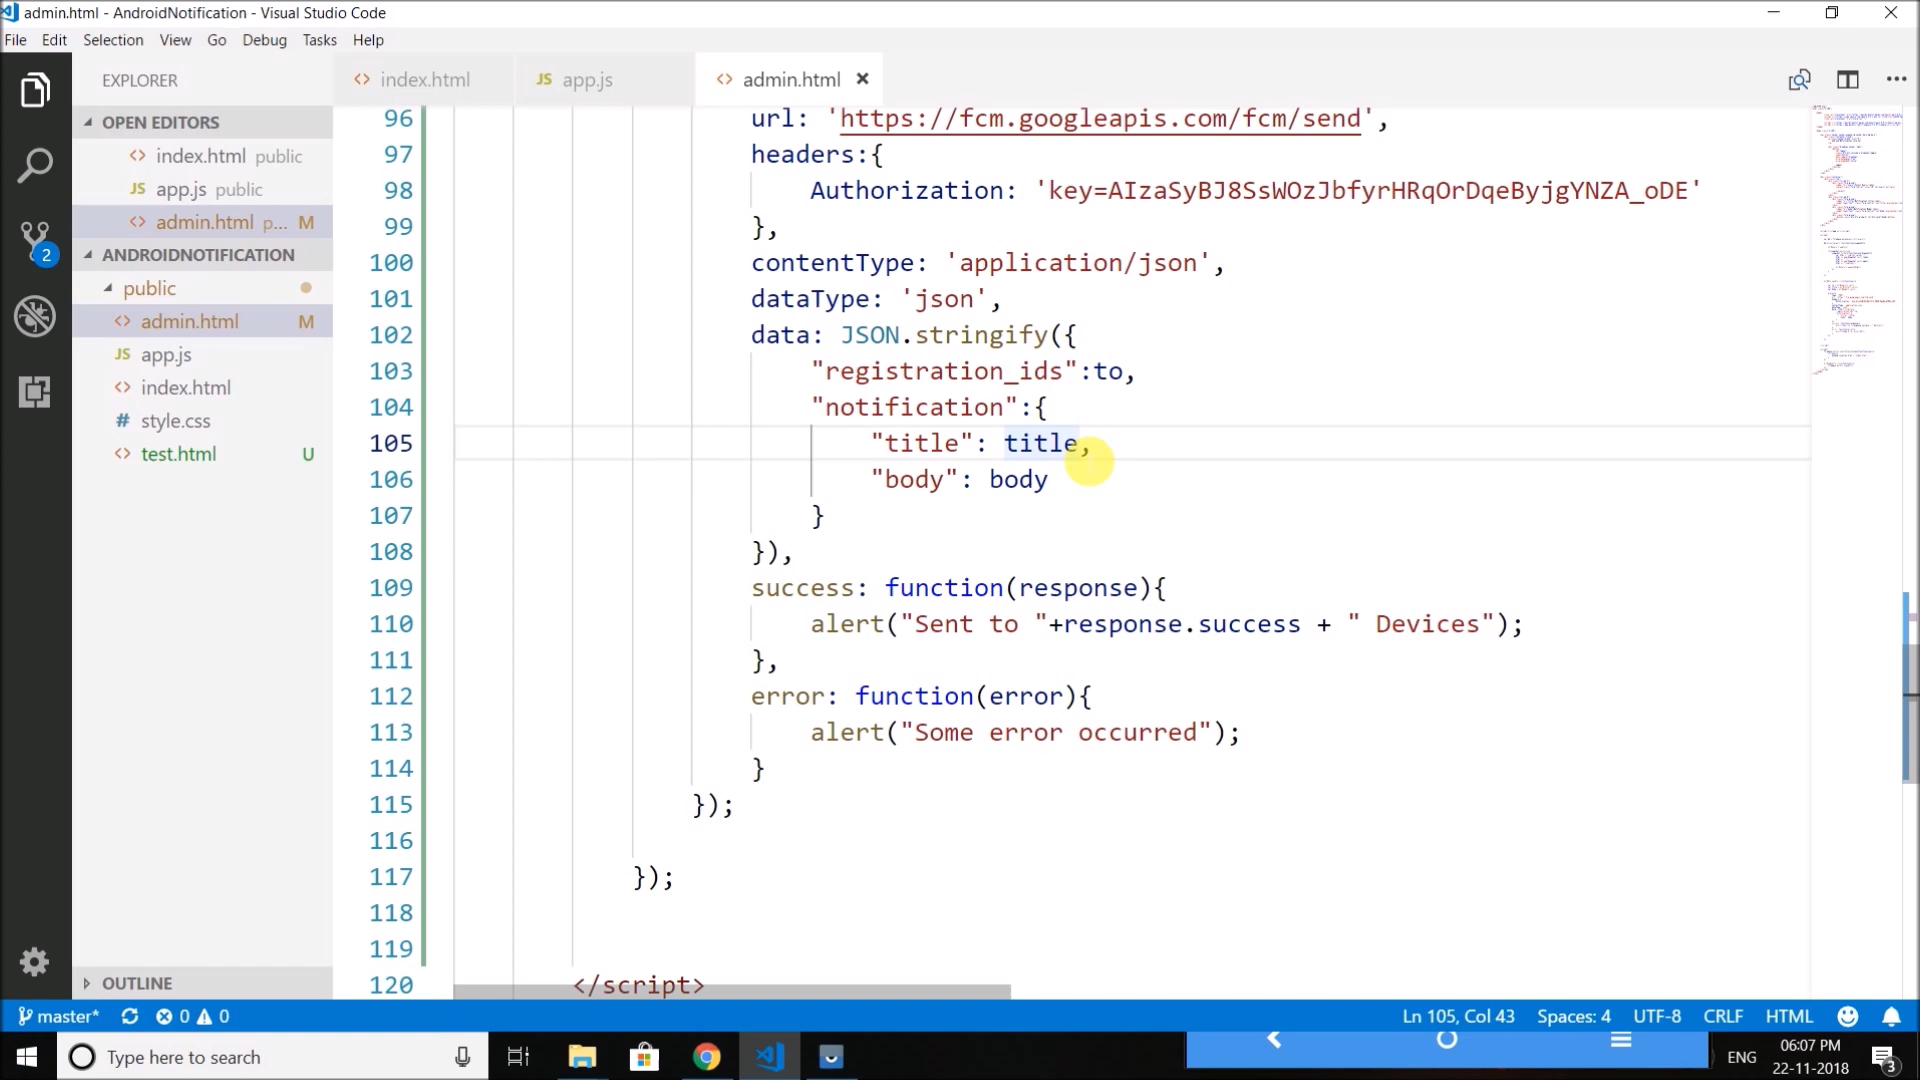 admin.html - AndroidNotification - Visual Studio Code
File Edit Selection View Go Debug Tasks Help
EXPLORER
index.html
JS app.js
admin.html
OPEN EDITORS
index.html public
JS app.js public
admin.html p... M
ANDROIDNOTIFICATION
public
admin.html M
JS app.js
index.html
# style.css
test.html U
OUTLINE
2
96 url: 'https://fcm.googleapis.com/fcm/send',
97 headers:{
98 Authorization: 'key=AIzaSyBJ8SsWOzJbfyrHRqOrDqeByjgYNZA_oDE'
99 },
100 contentType: 'application/json',
101 dataType: 'json',
102 data: JSON.stringify({
103 "registration_ids":to,
104 "notification":{
105 "title": title,
106 "body": body
107 }
108 }),
109 success: function(response){
110 alert("Sent to "+response.success + " Devices");
111 },
112 error: function(error){
113 alert("Some error occurred");
114 }
115 });
116
117 });
118
119
120 </script>
master* 0 0
Ln 105, Col 43 Spaces: 4 UTF-8 CRLF HTML
Type here to search
ENG
06:07 PM
22-11-2018
3